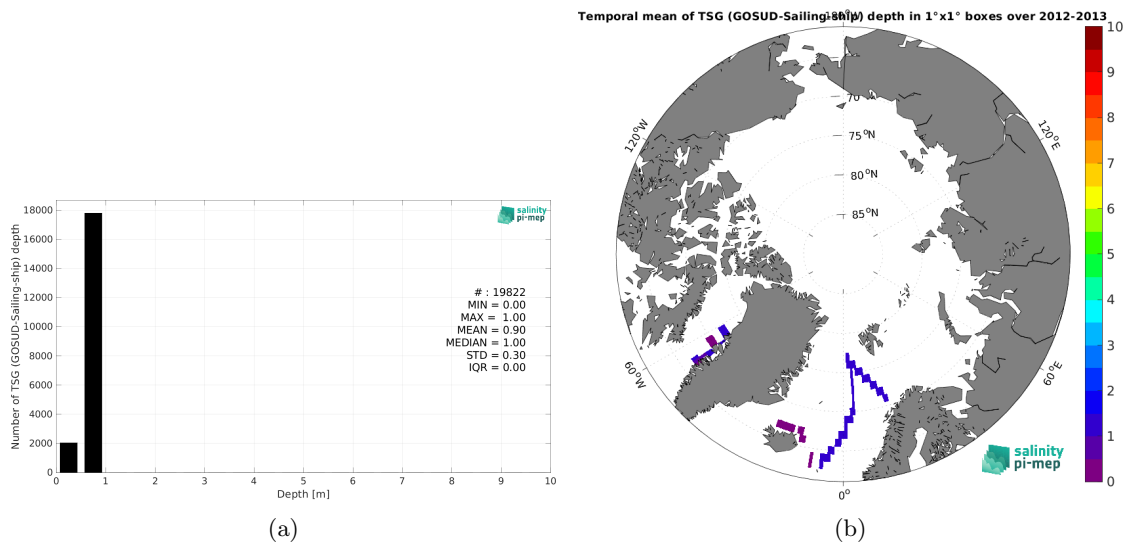 Temporal mean of TSG (GOSUD-Sailing-ship) depth in 1°x1° boxes over 2012-2013
Number of TSG (GOSUD-Sailing-ship) depth
18000
16000
14000
12000
10000
8000
6000
4000
2000
0
salinity
pi-mep
# : 19822
MIN = 0.00
MAX = 1.00
MEAN = 0.90
MEDIAN = 1.00
STD = 0.30
IQR = 0.00
0 1 2 3 4 5 6 7 8 9 10
Depth [m]
(a)
120°W
120°E
70
75°N
80°N
85°N
60°W
60°E
0°
salinity
pi-mep
10
9
8
7
6
5
4
3
2
1
0
(b)